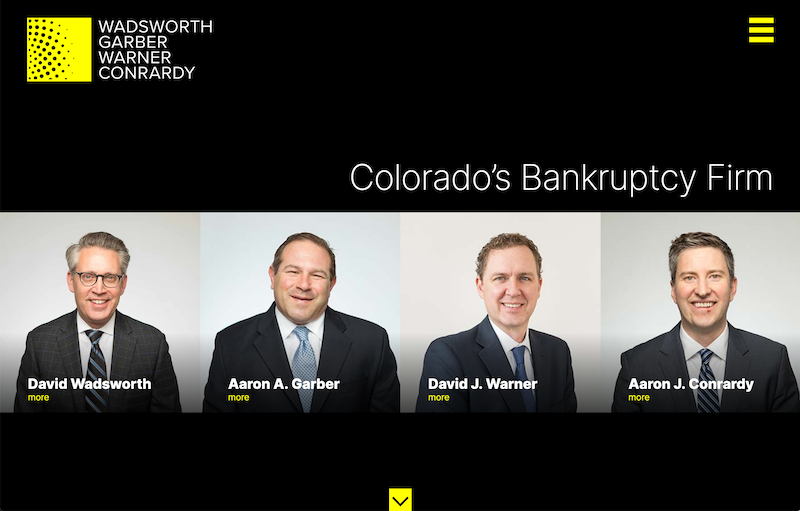 WADSWORTH
GARBER
WARNER
CONRARDY
Colorado’s Bankruptcy Firm
David Wadsworth
more
Aaron A. Garber
more
David J. Warner
more
Aaron J. Conrardy
more